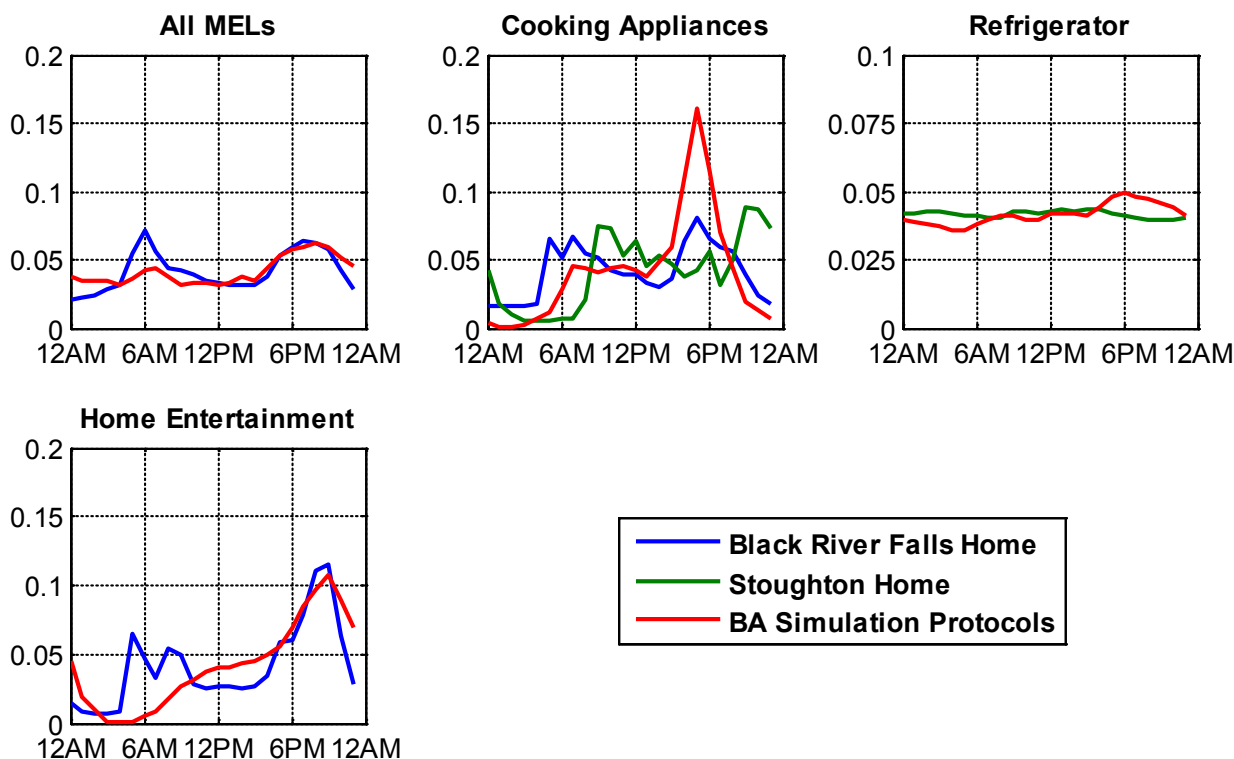 All MELs
0.2
0.15
0.1
0.05
0
12AM 6AM 12PM 6PM 12AM
Cooking Appliances
0.2
0.15
0.1
0.05
0
12AM 6AM 12PM 6PM 12AM
Refrigerator
0.1
0.075
0.05
0.025
0
12AM 6AM 12PM 6PM 12AM
Home Entertainment
0.2
0.15
0.1
0.05
0
12AM 6AM 12PM 6PM 12AM
Black River Falls Home
Stoughton Home
BA Simulation Protocols